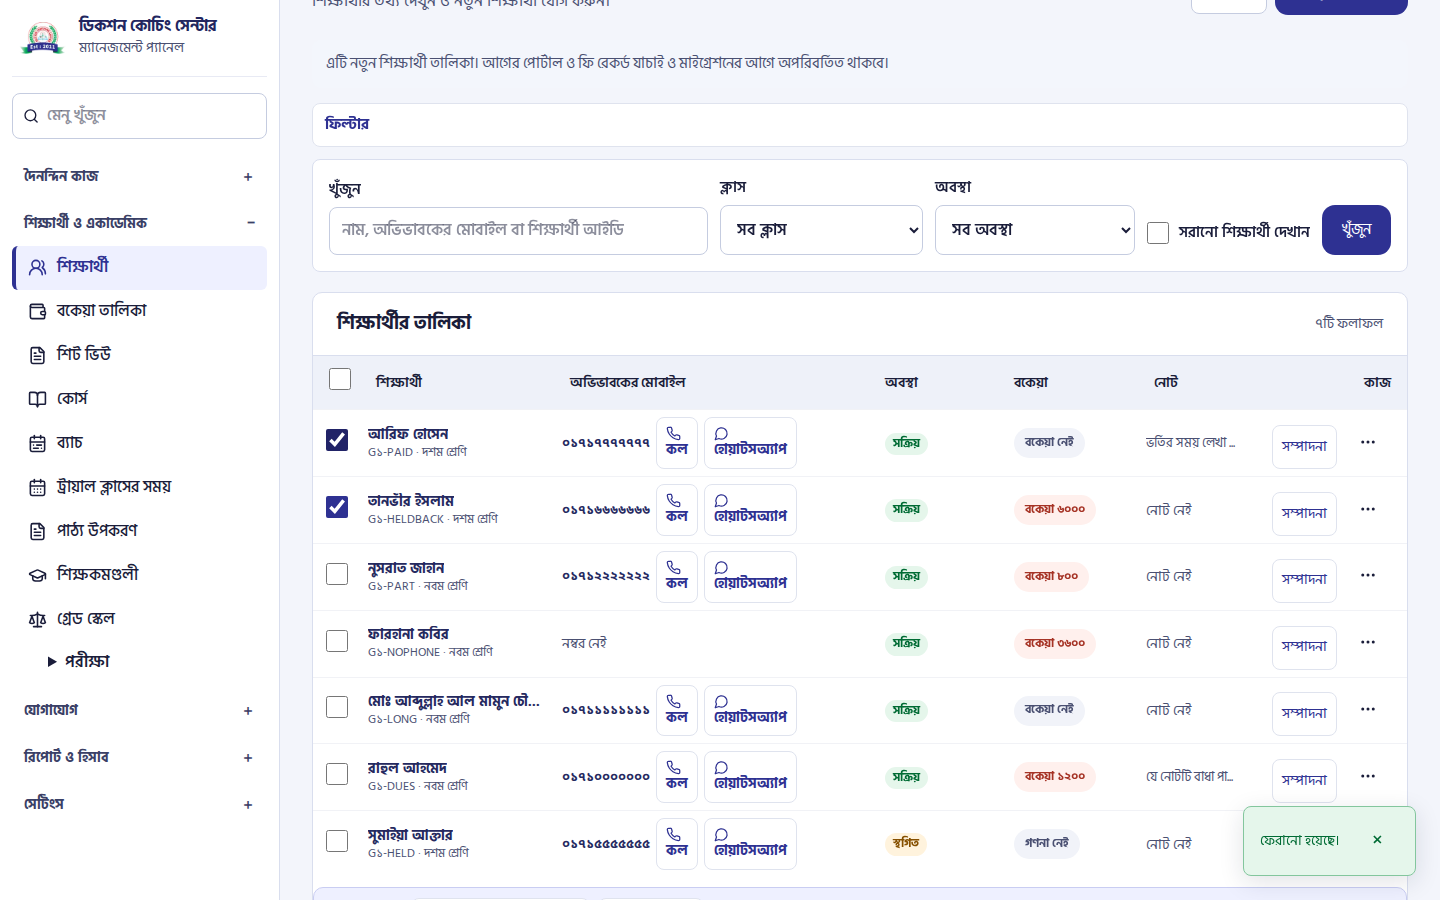 শিক্ষার্থীর তথ্য দেখুন ও নতুন শিক্ষার্থী যোগ করুন।
ডিকশন কোচিং সেন্টার
ম্যানেজমেন্ট প্যানেল
Est : 2011
মেনু খুঁজুন
দৈনন্দিন কাজ +
শিক্ষার্থী ও একাডেমিক −
শিক্ষার্থী
বকেয়া তালিকা
শিট ভিউ
কোর্স
ব্যাচ
ট্রায়াল ক্লাসের সময়
পাঠ্য উপকরণ
শিক্ষকমণ্ডলী
গ্রেড স্কেল
পরীক্ষা
যোগাযোগ +
রিপোর্ট ও হিসাব +
সেটিংস +
এটি নতুন শিক্ষার্থী তালিকা। আগের পোর্টাল ও ফি রেকর্ড যাচাই ও মাইগ্রেশনের আগে অপরিবর্তিত থাকবে।
ফিল্টার
খুঁজুন ক্লাস অবস্থা
নাম, অভিভাবকের মোবাইল বা শিক্ষার্থী আইডি সব ক্লাস সব অবস্থা সরানো শিক্ষার্থী দেখান খুঁজুন
শিক্ষার্থীর তালিকা ৭টি ফলাফল
শিক্ষার্থী অভিভাবকের মোবাইল অবস্থা বকেয়া নোট কাজ
আরিফ হোসেন ০১৭১৭৭৭৭৭৭৭ কল হোয়াটসঅ্যাপ সক্রিয় বকেয়া নেই ভর্তির সময় লেখা ... সম্পাদনা ...
G১-PAID · দশম শ্রেণি
তানভীর ইসলাম ০১৭১৬৬৬৬৬৬৬ কল হোয়াটসঅ্যাপ সক্রিয় বকেয়া ৬০০০ নোট নেই সম্পাদনা ...
G১-HELDBACK · দশম শ্রেণি
নুসরাত জাহান ০১৭১২২২২২২২ কল হোয়াটসঅ্যাপ সক্রিয় বকেয়া ৮০০ নোট নেই সম্পাদনা ...
G১-PART · নবম শ্রেণি
ফারহানা কবির নম্বর নেই সক্রিয় বকেয়া ৩৬০০ নোট নেই সম্পাদনা ...
G১-NOPHONE · নবম শ্রেণি
মোঃ আব্দুল্লাহ আল মামুন চৌ... ০১৭১১১১১১১১ কল হোয়াটসঅ্যাপ সক্রিয় বকেয়া নেই নোট নেই সম্পাদনা ...
G১-LONG · নবম শ্রেণি
রাহুল আহমেদ ০১৭১০০০০০০০ কল হোয়াটসঅ্যাপ সক্রিয় বকেয়া ১২০০ যে নোটটি বাধা পা... সম্পাদনা ...
G১-DUES · নবম শ্রেণি
সুমাইয়া আক্তার ০১৭১৫৫৫৫৫৫৫ কল হোয়াটসঅ্যাপ স্থগিত গণনা নেই নোট নেই
G১-HELD · দশম শ্রেণি
ফেরানো হয়েছে। ×